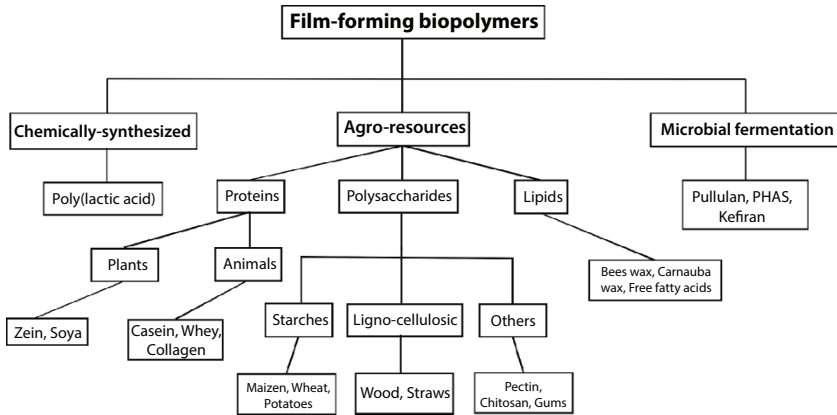 Film-forming biopolymers
Chemically-synthesized
Agro-resources
Microbial fermentation
Poly(lactic acid)
Proteins
Polysaccharides
Lipids
Pullulan, PHAS,
Kefiran
Plants
Animals
Bees wax, Carnauba
wax, Free fatty acids
Zein, Soya
Casein, Whey,
Collagen
Starches
Ligno-cellulosic
Others
Maizen, Wheat,
Potatoes
Wood, Straws
Pectin,
Chitosan, Gums